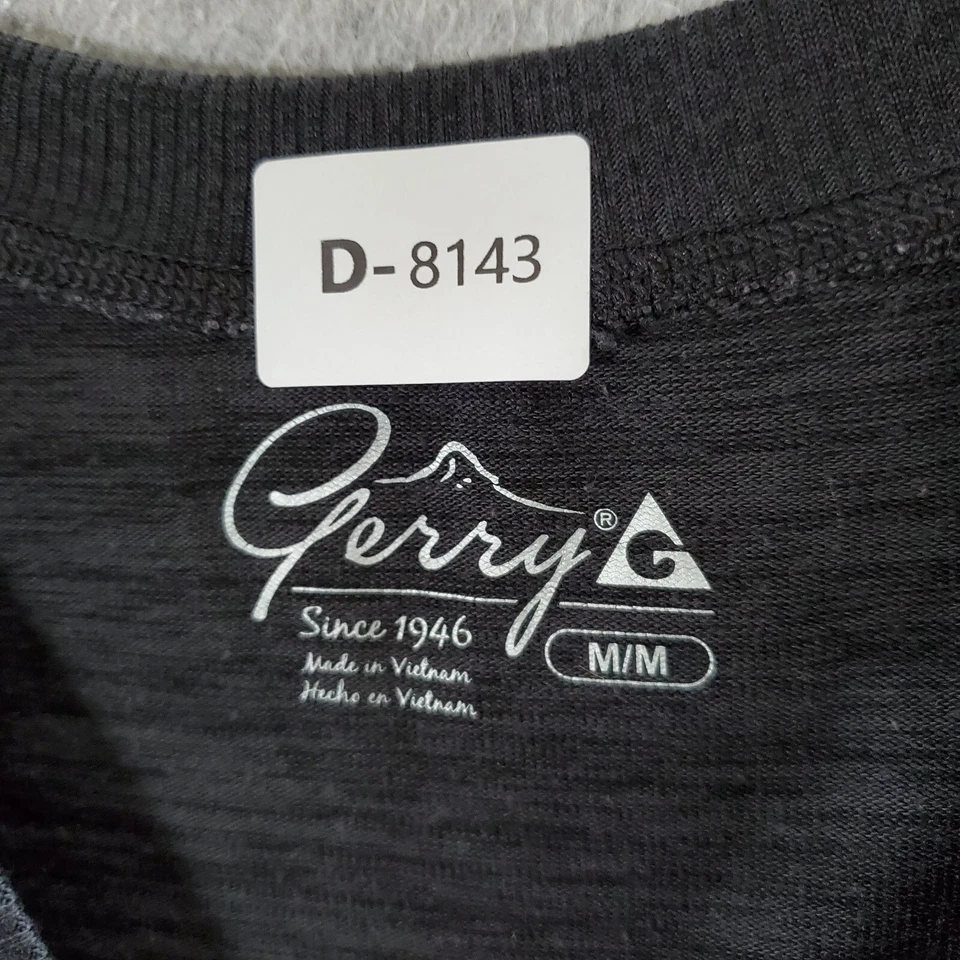 D-8143
Gerry® G
Since 1946
M/M
Made in Vietnam
Hecho en Vietnam